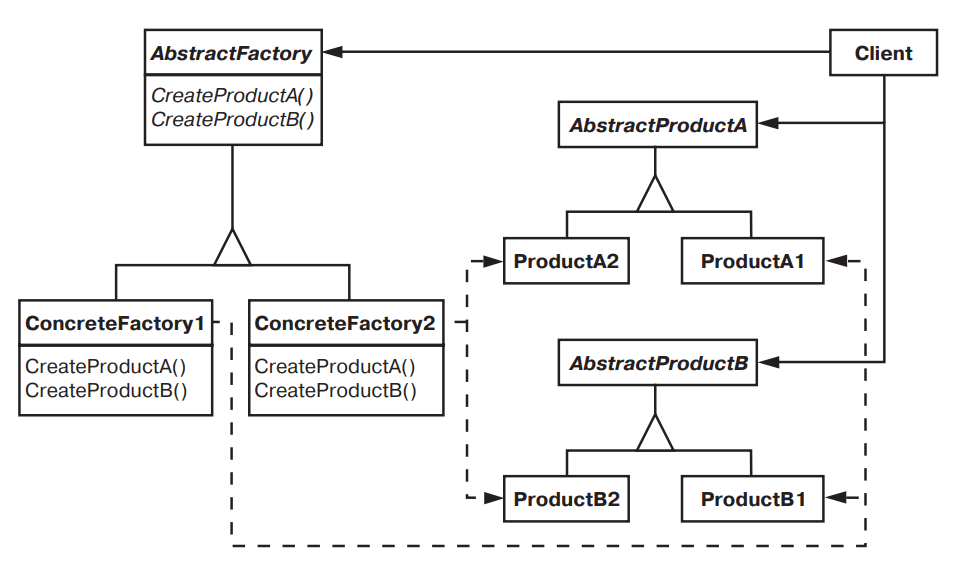 AbstractFactory
Client
CreateProductA()
CreateProductB()
AbstractProductA
ProductA2
ProductA1
ConcreteFactory1
ConcreteFactory2
CreateProductA()
CreateProductB()
CreateProductA()
CreateProductB()
AbstractProductB
ProductB2
ProductB1